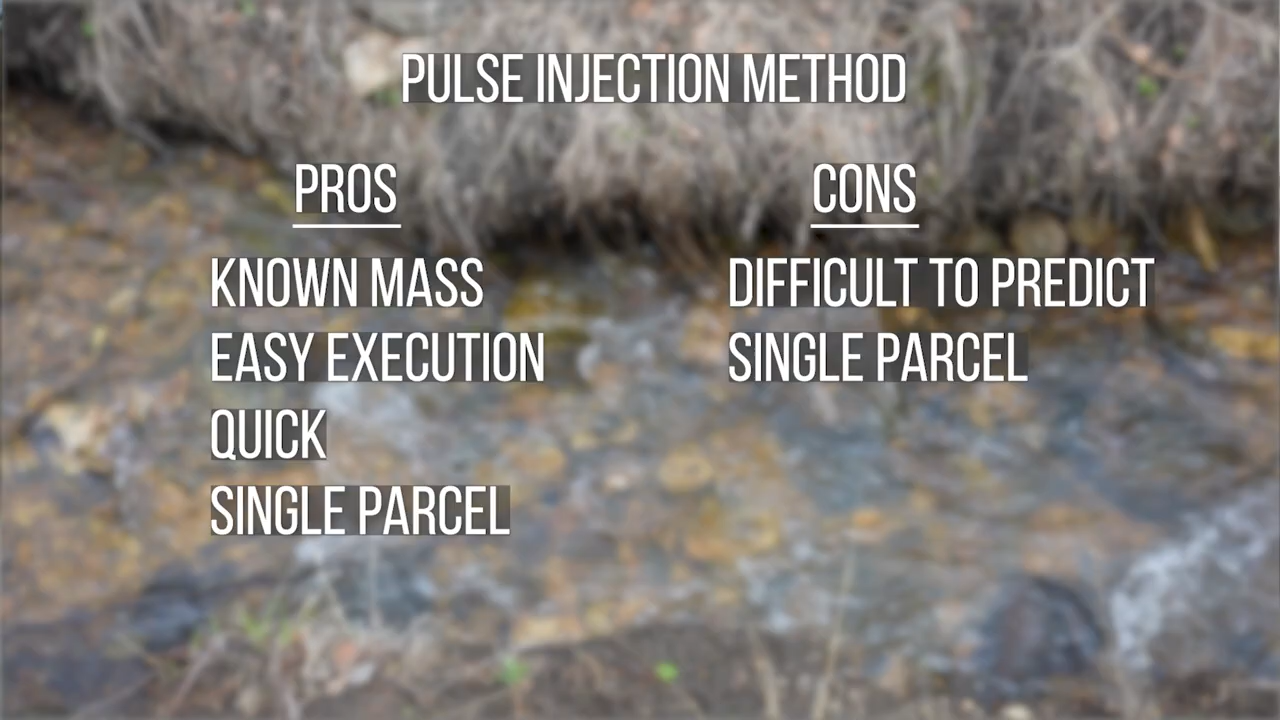 PULSE INJECTION METHOD
PROS
KNOWN MASS
EASY EXECUTION
QUICK
SINGLE PARCEL
CONS
DIFFICULT TO PREDICT
SINGLE PARCEL